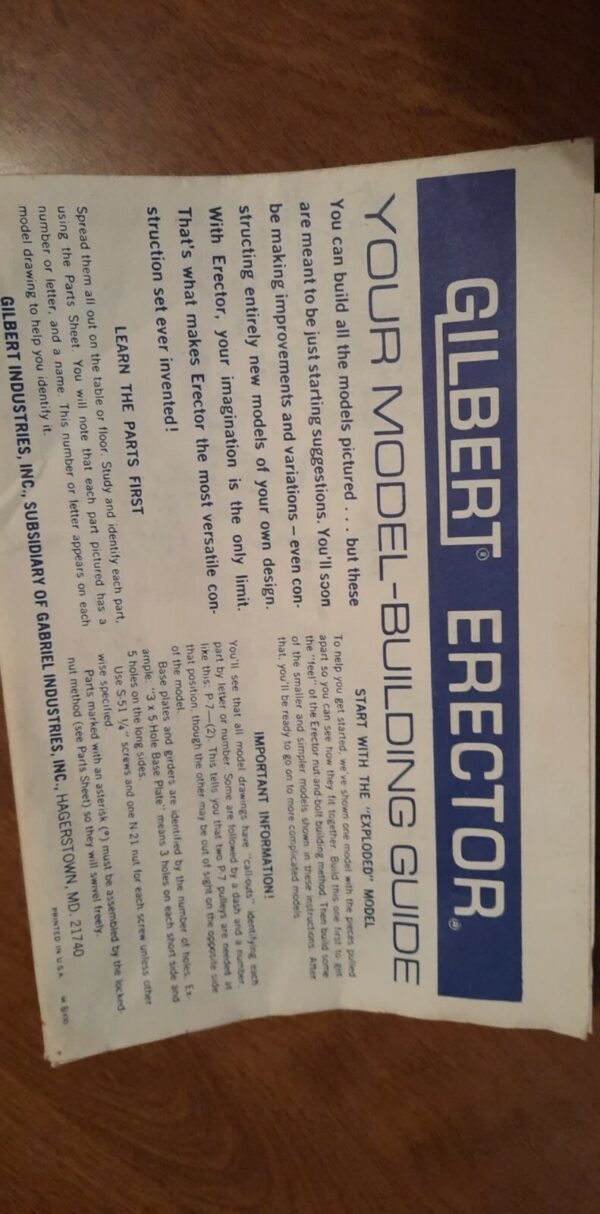 GILBERT® ERECTOR®
YOUR MODEL-BUILDING GUIDE
You can build all the models pictured . . . but these
are meant to be just starting suggestions. You'll soon
be making improvements and variations — even con-
structing entirely new models of your own design.
With Erector, your imagination is the only limit.
That's what makes Erector the most versatile con-
struction set ever invented!
LEARN THE PARTS FIRST
Spread them all out on the table or floor. Study and identify each part,
using the Parts Sheet. You will note that each part pictured has a
number or letter, and a name. This number or letter appears on each
model drawing to help you identify it.
START WITH THE "EXPLODED" MODEL
To help you get started, we've shown one model with the pieces pulled
apart so you can see how they fit together. Build this one first to get
the "feel" of the Erector nut and bolt building method. Then build some
of the smaller and simpler models shown in these instructions. After
that, you'll be ready to go on to more complicated models.
IMPORTANT INFORMATION!
You'll see that all model drawings have "call-outs" identifying each
part by letter or number. Some are followed by a dash and a number
like this: P-7—(2). This tells you that two P-7 pulleys are needed at
that position, though the other may be out of sight on the opposite side
of the model.
Base plates and girders are identified by the number of holes. Ex-
ample: "3 x 5 Hole Base Plate" means 3 holes on each short side and
5 holes on the long sides.
Use S-51 ¼" screws and one N-21 nut for each screw unless other-
wise specified.
Parts marked with an asterisk (*) must be assembled by the locked-
nut method (see Parts Sheet) so they will swivel freely.
GILBERT INDUSTRIES, INC., SUBSIDIARY OF GABRIEL INDUSTRIES, INC., HAGERSTOWN, MD. 21740
PRINTED IN U.S.A.